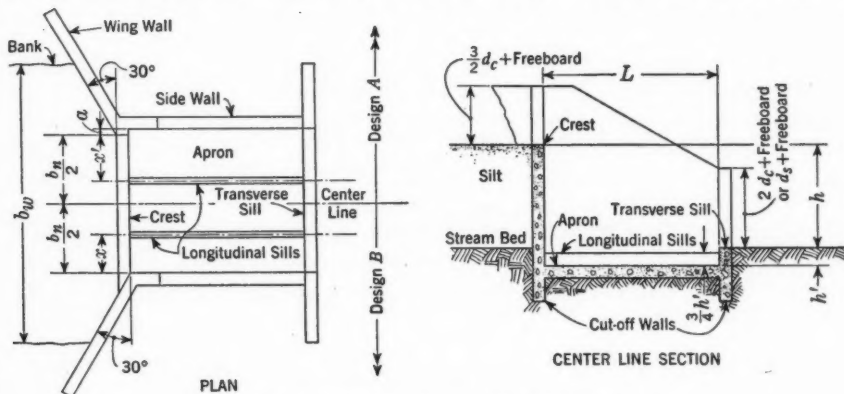 Wing Wall
Bank
30°
Side Wall
a
Apron
x'
b_n/2
b_w
Transverse Sill
Center Line
Crest
b_n/2
x
Longitudinal Sills
30°
PLAN
Design A
Design B
3/2 d_c + Freeboard
L
Crest
Silt
Transverse Sill
Apron
Longitudinal Sills
Stream Bed
2 d_c + Freeboard
or d_s + Freeboard
h
h'
3/4 h'
Cut-off Walls
CENTER LINE SECTION